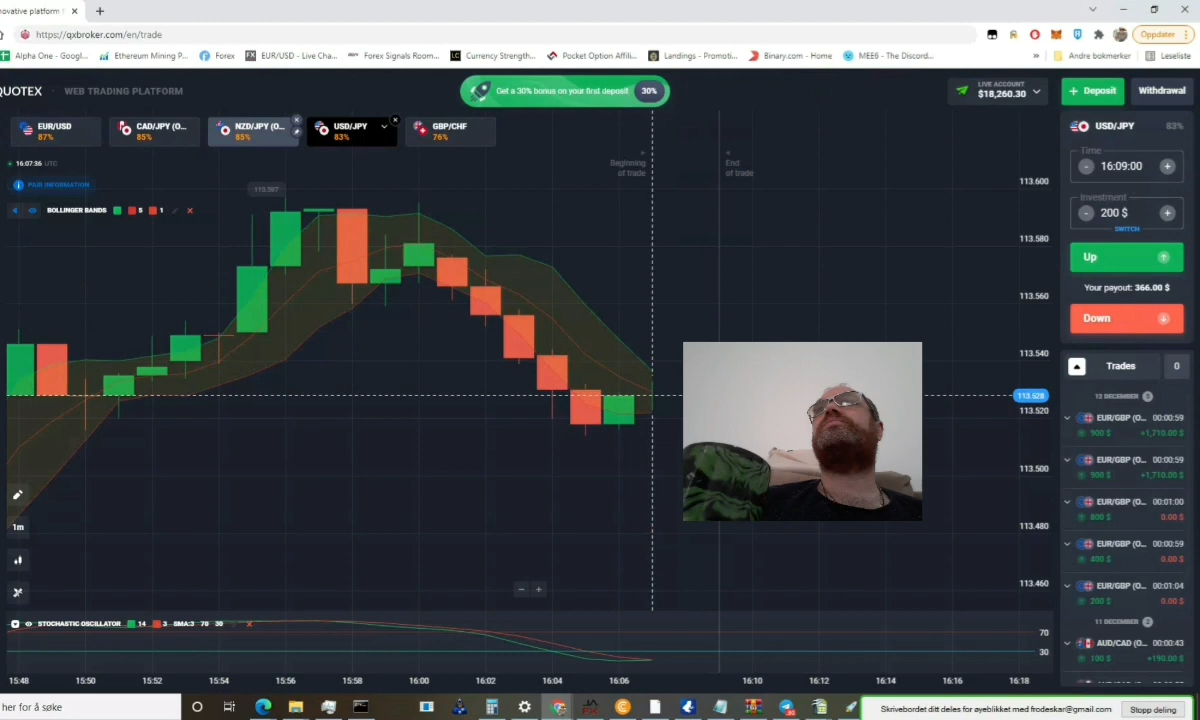 novative platform f
https://qxbroker.com/en/trade
Oppdater
Alpha One - Googl...
Ethereum Mining P...
Forex
EUR/USD - Live Cha...
Forex Signals Room...
Currency Strength...
Pocket Option Affili...
Landings - Promoti...
Binary.com - Home
MEE6 - The Discord...
»
Andre bokmerker
Leseliste
QUOTEX
WEB TRADING PLATFORM
Get a 30% bonus on your first deposit
30%
LIVE ACCOUNT
$18,260.30
+ Deposit
Withdrawal
EUR/USD
87%
CAD/JPY (O...
85%
NZD/JPY (O...
85%
USD/JPY
83%
GBP/CHF
76%
16:07:36 UTC
PAIR INFORMATION
BOLLINGER BANDS 5 1
113.597
Beginning
of trade
End
of trade
113.600
113.580
113.560
113.540
113.528
113.520
113.500
113.480
113.460
USD/JPY 83%
Time
- 16:09:00 +
Investment
- 200 $ +
SWITCH
Up
Your payout: 366.00 $
Down
Trades 0
12 DECEMBER
EUR/GBP (O... 00:00:59
900 $ +1,710.00 $
EUR/GBP (O... 00:00:59
900 $ +1,710.00 $
EUR/GBP (O... 00:01:00
800 $ 0.00 $
EUR/GBP (O... 00:00:59
400 $ 0.00 $
EUR/GBP (O... 00:01:04
200 $ 0.00 $
11 DECEMBER
AUD/CAD (O... 00:00:43
100 $ +190.00 $
1m
- +
STOCHASTIC OSCILLATOR 14 3 SMA:3 70 30
70
30
15:48 15:50 15:52 15:54 15:56 15:58 16:00 16:02 16:04 16:06 16:10 16:12 16:14 16:16 16:18
her for å søke
Skrivebordet ditt deles for øyeblikket med frodeskar@gmail.com
Stopp deling